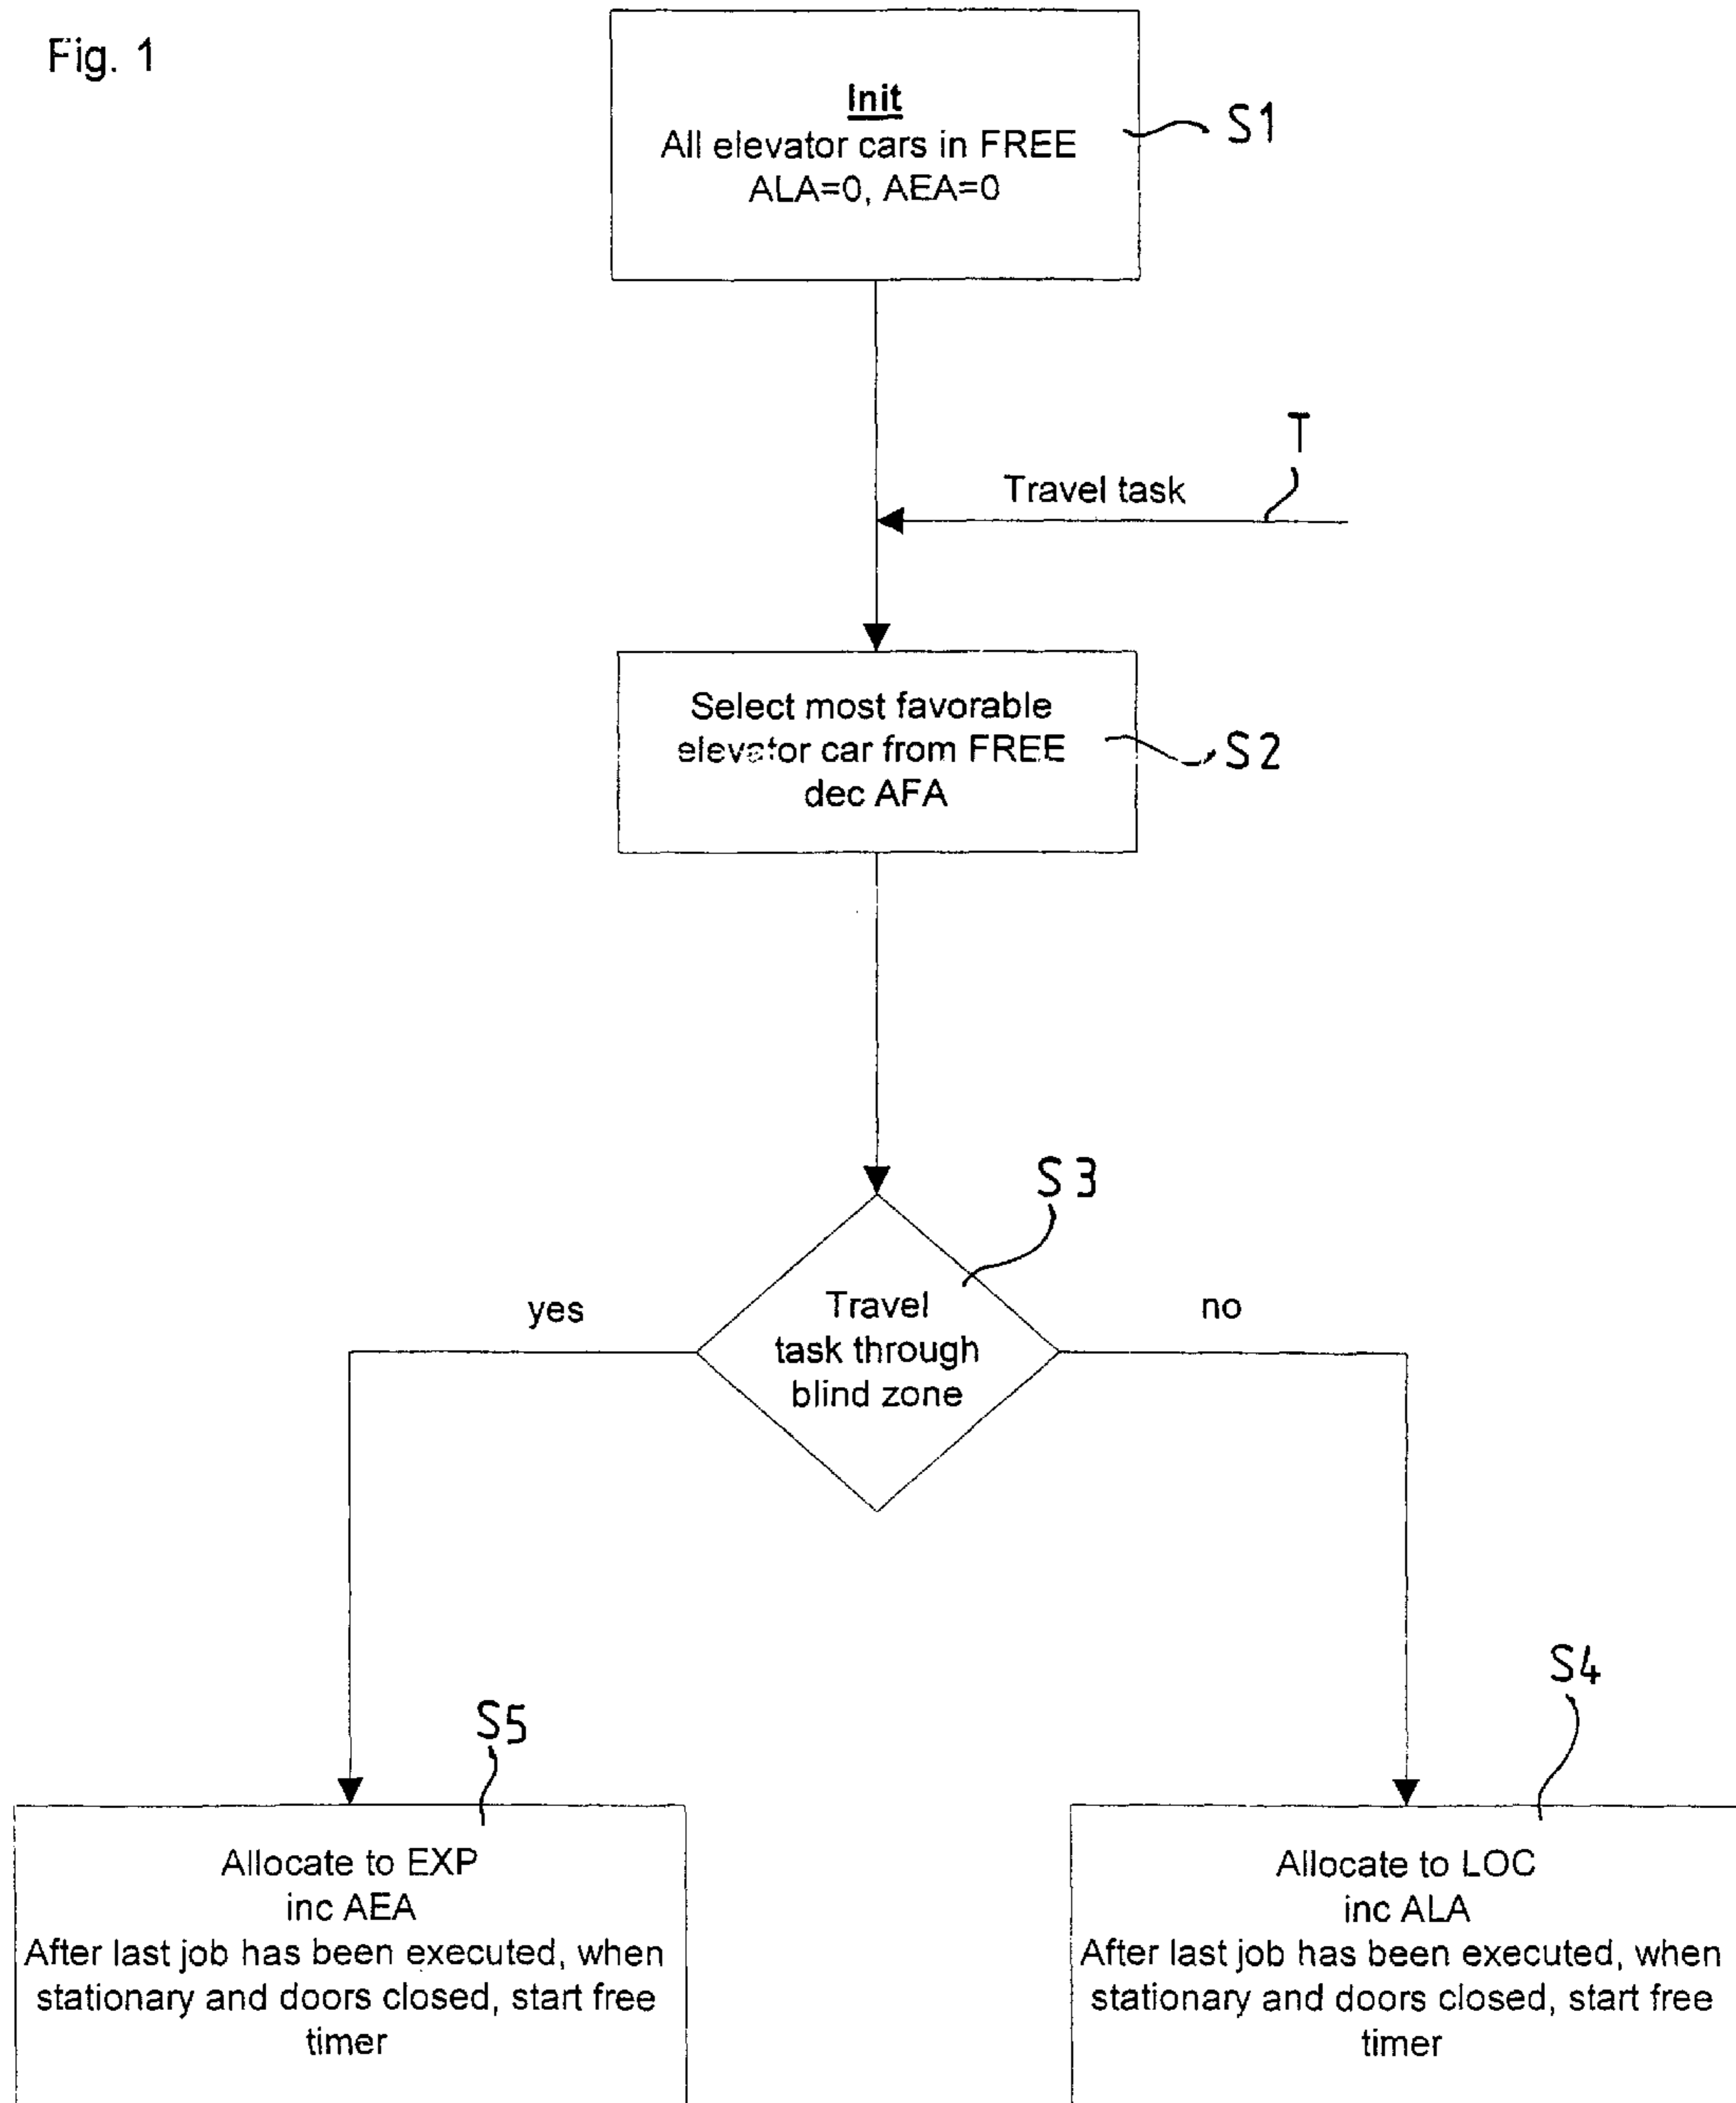 Fig. 1
Init
All elevator cars in FREE
ALA=0, AEA=0
S1
T
Travel task
Select most favorable
elevator car from FREE
dec AFA
S2
S3
yes
Travel
task through
blind zone
no
S5
S4
Allocate to EXP
inc AEA
After last job has been executed, when
stationary and doors closed, start free
timer
Allocate to LOC
inc ALA
After last job has been executed, when
stationary and doors closed, start free
timer